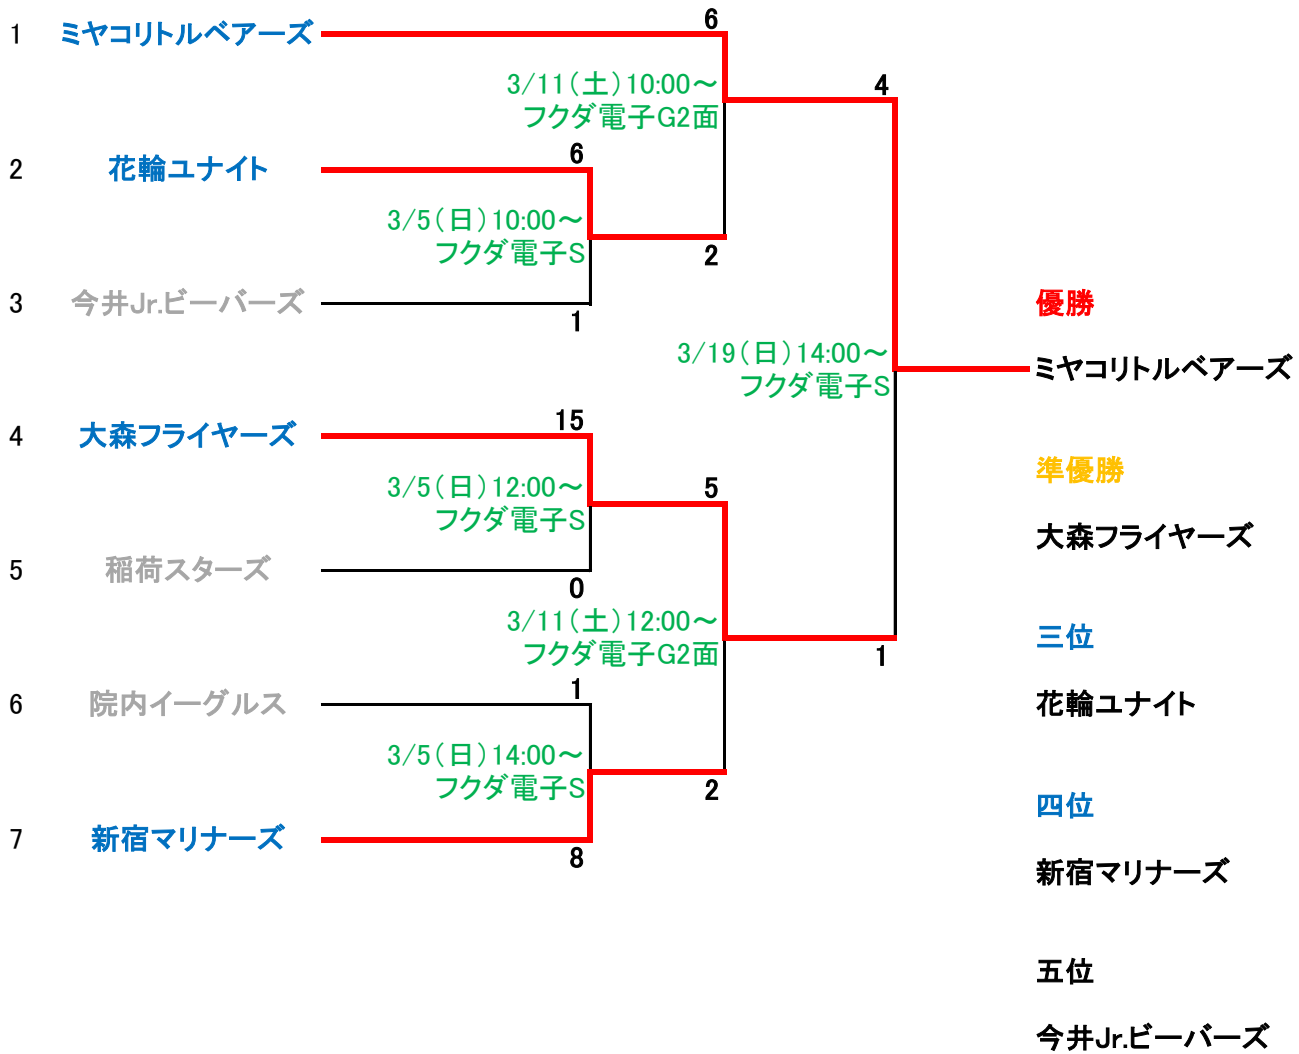 1 ミヤコリトルベアーズ 6
3/11（土）10:00～
フクダ電子G2面
4
2 花輪ユナイト 6
3/5（日）10:00～
フクダ電子S
2
3 今井Jr.ビーバーズ
1
優勝
3/19（日）14:00～
フクダ電子S
ミヤコリトルベアーズ
4 大森フライヤーズ 15
3/5（日）12:00～
フクダ電子S
5
準優勝
大森フライヤーズ
5 稲荷スターズ
0
3/11（土）12:00～
フクダ電子G2面
1
三位
6 院内イーグルス 1
花輪ユナイト
3/5（日）14:00～
フクダ電子S
2
四位
7 新宿マリナーズ
8
新宿マリナーズ
五位
今井Jr.ビーバーズ